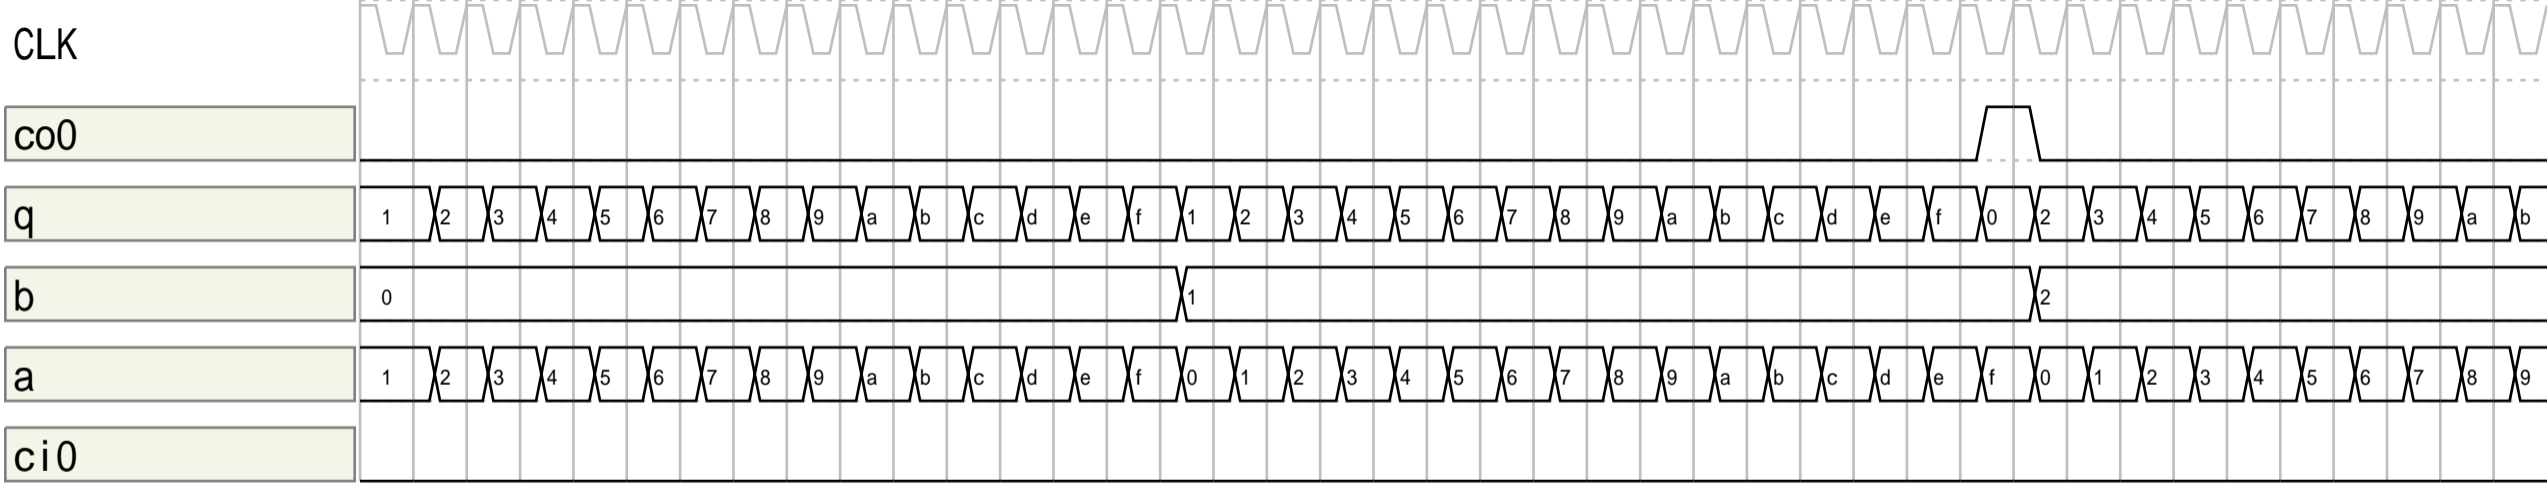 CLK
co0
q 1 2 3 4 5 6 7 8 9 a b c d e f 1 2 3 4 5 6 7 8 9 a b c d e f 0 2 3 4 5 6 7 8 9 a b
b 0 1 2
a 1 2 3 4 5 6 7 8 9 a b c d e f 0 1 2 3 4 5 6 7 8 9 a b c d e f 0 1 2 3 4 5 6 7 8 9
ci0